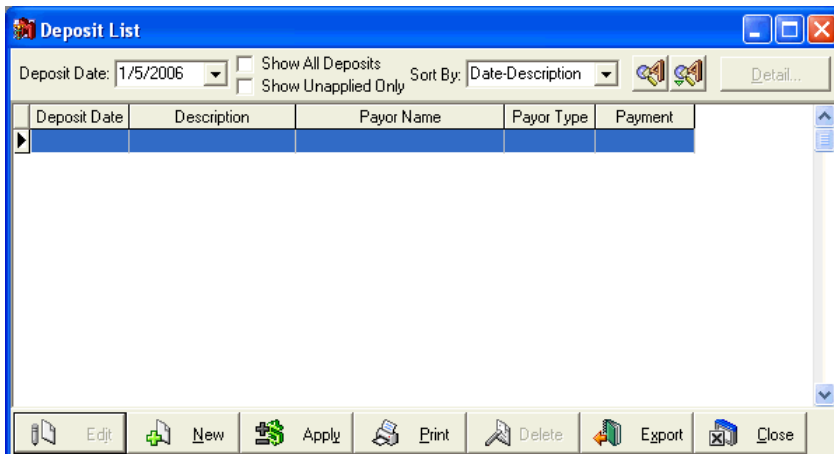 Deposit List
Deposit Date: 1/5/2006 Show All Deposits Show Unapplied Only Sort By: Date-Description Detail...
Deposit Date Description Payor Name Payor Type Payment
Edit New Apply Print Delete Export Close